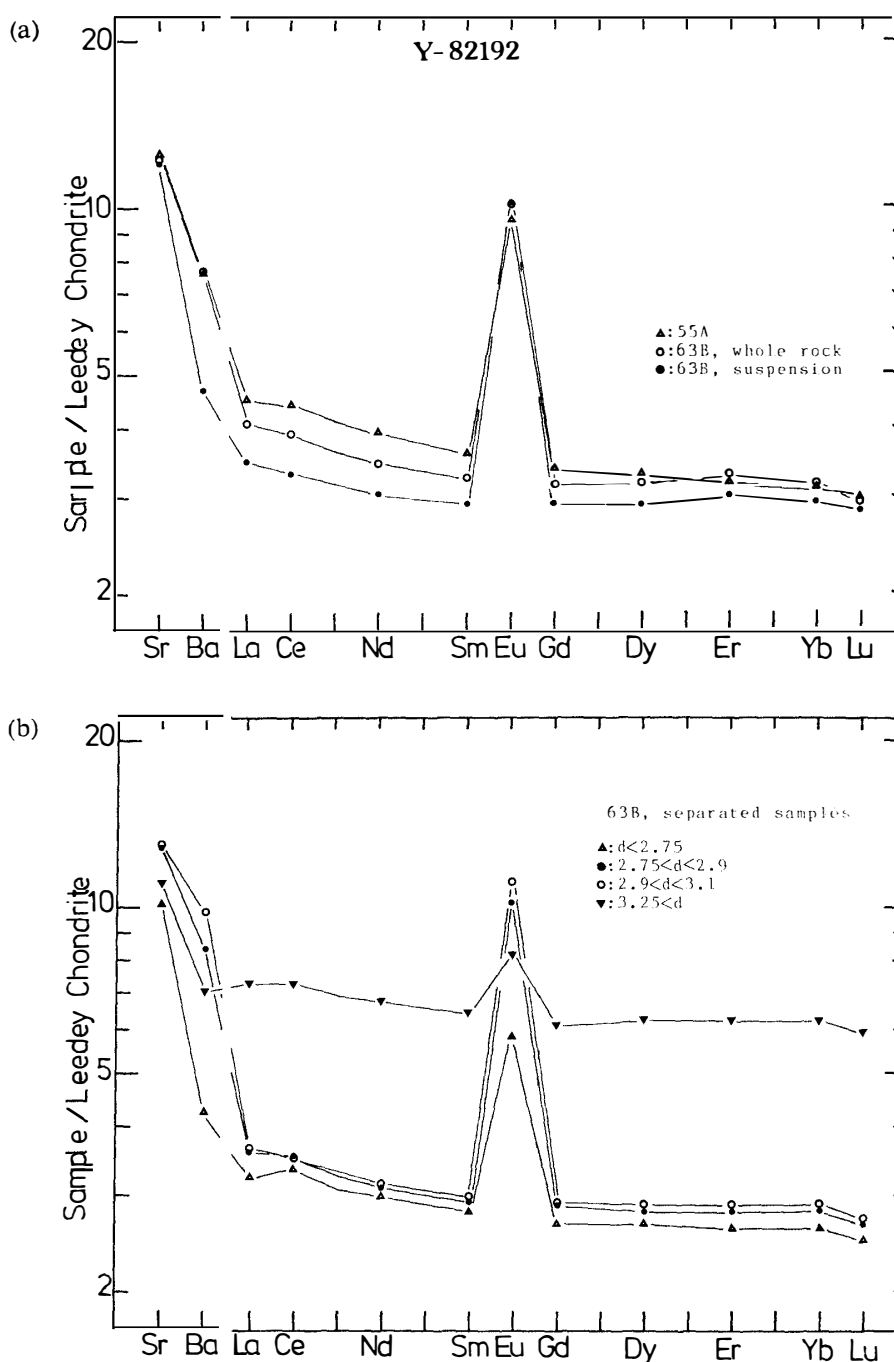 (a)
Y-82192
20
10
5
2
Sample / Leedey Chondrite
▲:55A
o:63B, whole rock
●:63B, suspension
Sr Ba La Ce Nd Sm Eu Gd Dy Er Yb Lu
(b)
20
10
5
2
Sample / Leedey Chondrite
63B, separated samples
▲:d<2.75
●:2.75<d<2.9
o:2.9<d<3.1
▼:3.25<d
Sr Ba La Ce Nd Sm Eu Gd Dy Er Yb Lu